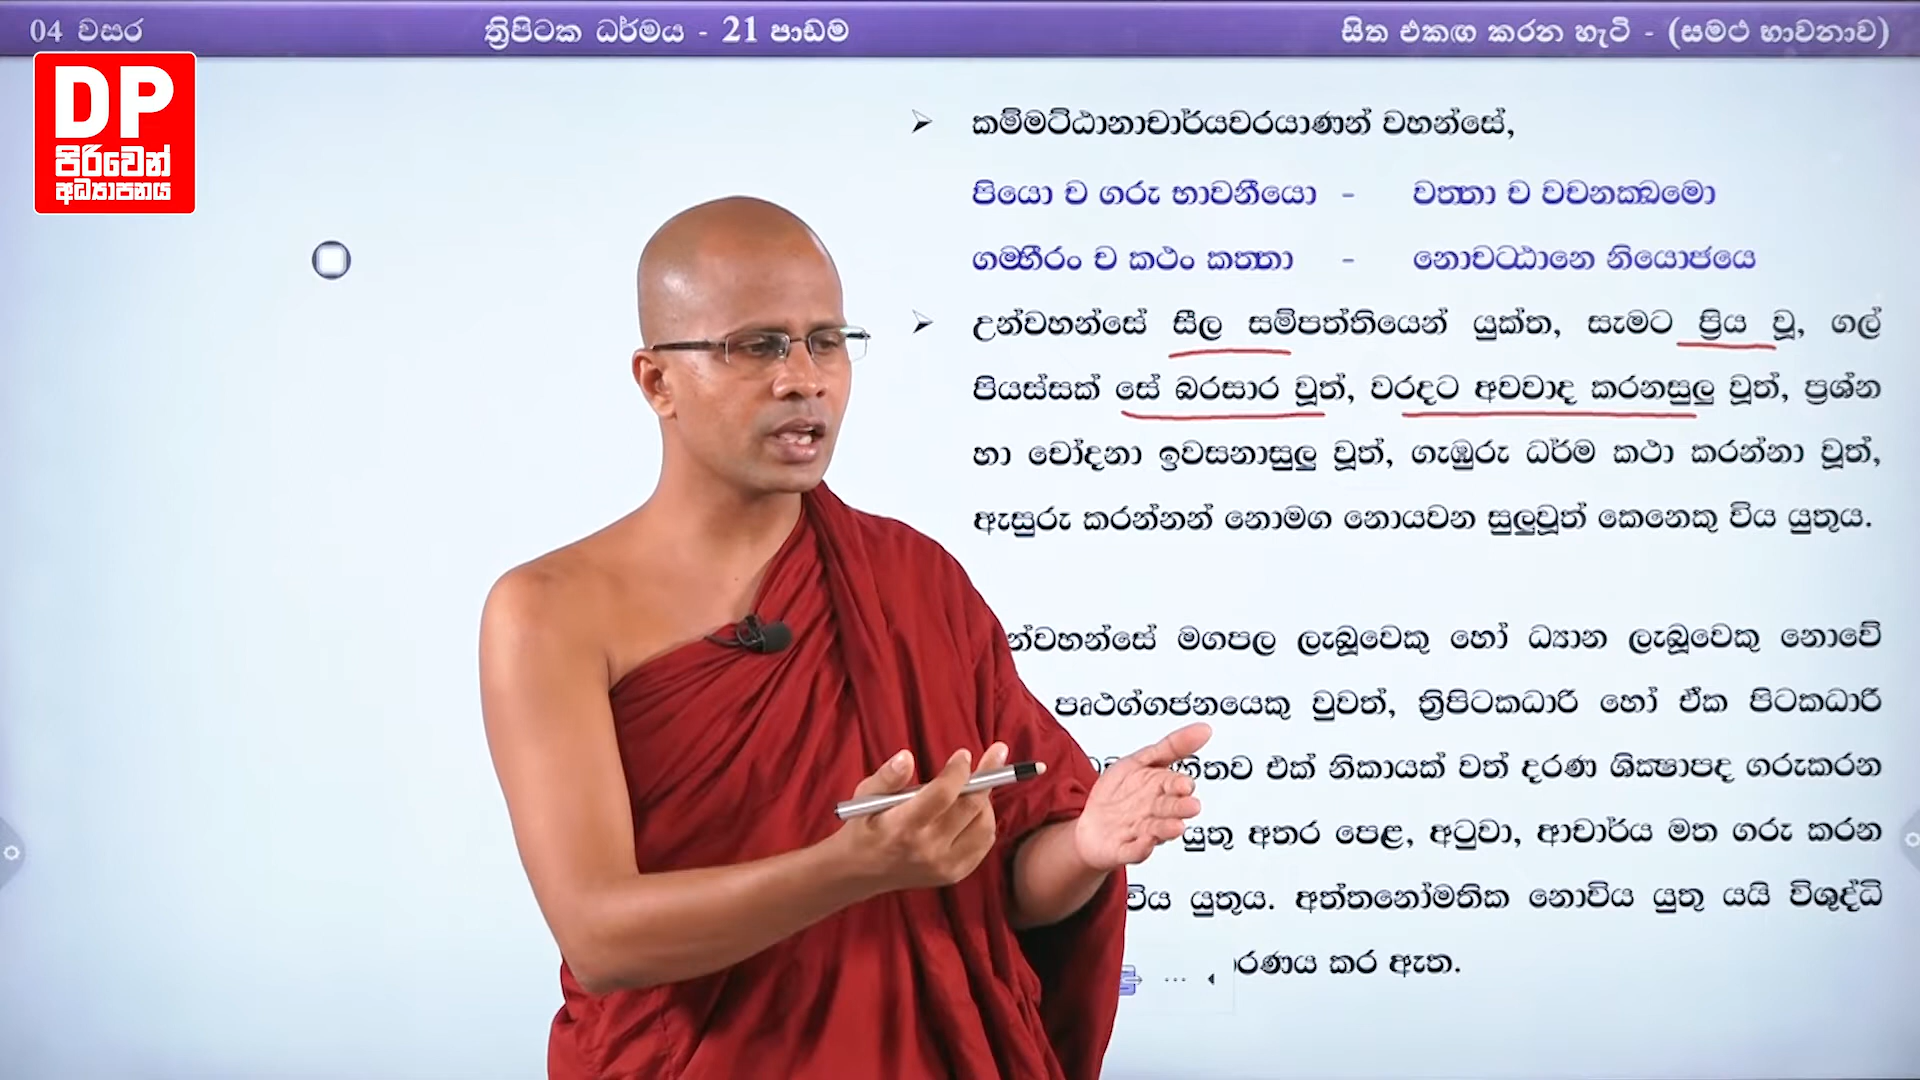 04 වසර
ත්‍රිපිටක ධර්මය - 21 පාඩම
සිත එකඟ කරන හැටි - (සමථ භාවනාව)
DP
පිරිවෙන්
අධ්‍යාපනය
කම්මට්ඨානාචාර්යවරයාණන් වහන්සේ,
පියො ච ගරු භාවනීයො - වත්තා ච වචනක්ඛමො
ගම්භීරං ච කථං කත්තා - නොචට්ඨානෙ නියොජයෙ
උන්වහන්සේ සීල සම්පත්තියෙන් යුක්ත, සැමට ප්‍රිය වූ, ගල්
පියස්සක් සේ බරසාර වූත්, වරදට අවවාද කරනසුලු වූත්, ප්‍රශ්න
හා චෝදනා ඉවසනාසුලු වූත්, ගැඹුරු ධර්ම කථා කරන්නා වූත්,
ඇසුරු කරන්නන් නොමග නොයවන සුලුවූත් කෙනෙකු විය යුතුය.
න්වහන්සේ මගපල ලැබූවෙකු හෝ ධ්‍යාන ලැබූවෙකු නොවේ
පෘථග්ගජනයෙකු වුවත්, ත්‍රිපිටකධාරී හෝ ඒක පිටකධාරී
හිතව එක් නිකායක් වත් දරණ ශික්‍ෂාපද ගරුකරන
යුතු අතර පෙළ, අටුවා, ආචාර්ය මත ගරු කරන
විය යුතුය. අත්තනෝමතික නොවිය යුතු යයි විශුද්ධි
රණය කර ඇත.